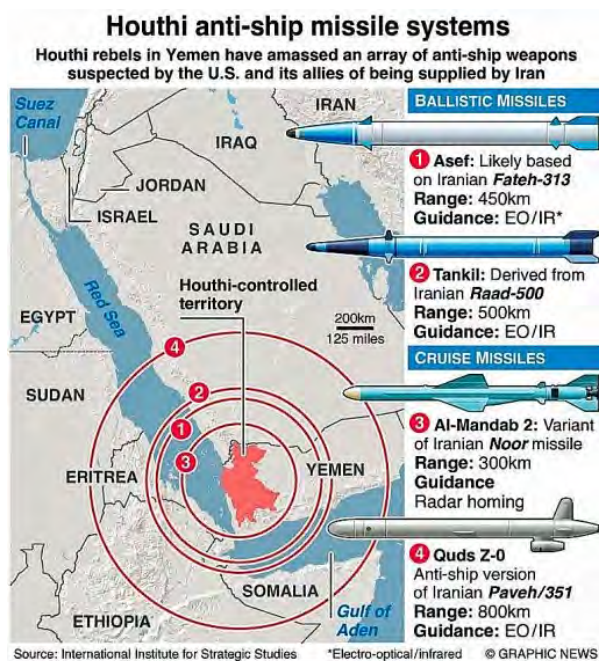 Houthi anti-ship missile systems
Houthi rebels in Yemen have amassed an array of anti-ship weapons
suspected by the U.S. and its allies of being supplied by Iran
Suez
Canal
IRAN
IRAQ
JORDAN
ISRAEL
SAUDI
ARABIA
Red Sea
EGYPT
Houthi-controlled
territory
200km
125 miles
4
2
1
3
SUDAN
ERITREA
YEMEN
SOMALIA
ETHIOPIA
Gulf of
Aden
BALLISTIC MISSILES
1 Asef: Likely based
on Iranian Fateh-313
Range: 450km
Guidance: EO/IR*
2 Tankil: Derived from
Iranian Raad-500
Range: 500km
Guidance: EO/IR
CRUISE MISSILES
3 Al-Mandab 2: Variant
of Iranian Noor missile
Range: 300km
Guidance
Radar homing
4 Quds Z-0
Anti-ship version
of Iranian Paveh/351
Range: 800km
Guidance: EO/IR
Source: International Institute for Strategic Studies
*Electro-optical/infrared
© GRAPHIC NEWS